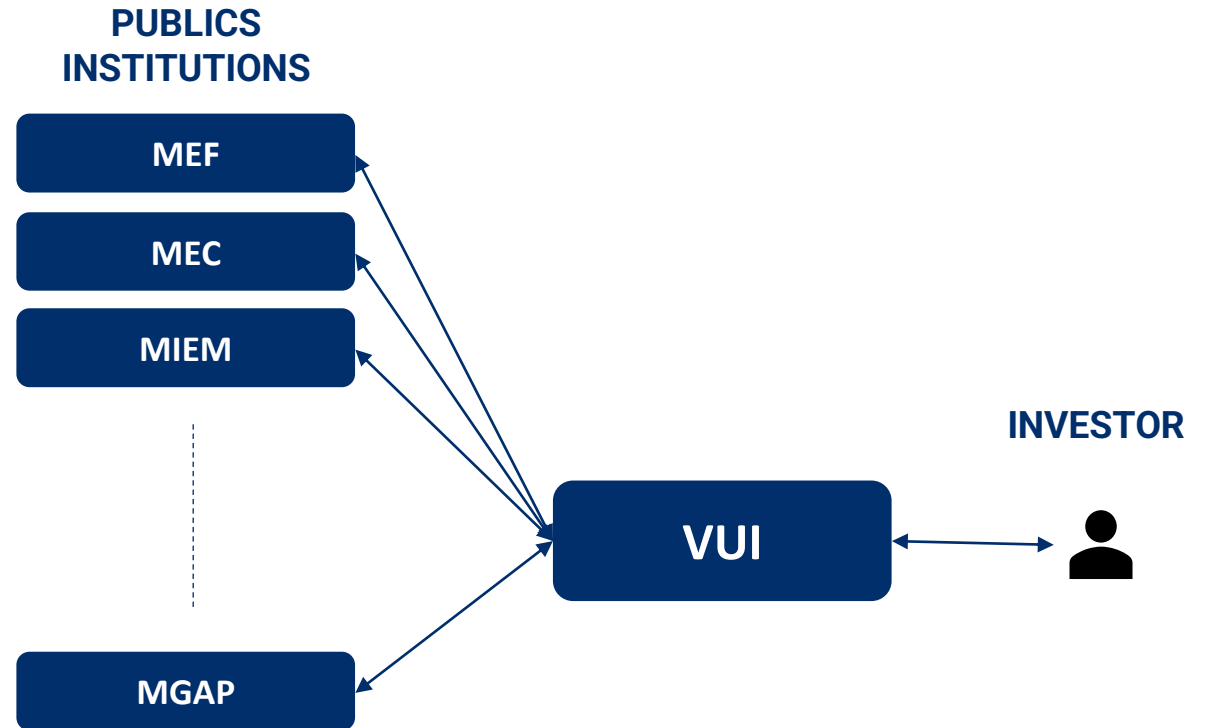 PUBLICS
INSTITUTIONS
MEF
MEC
MIEM
INVESTOR
VUI
MGAP